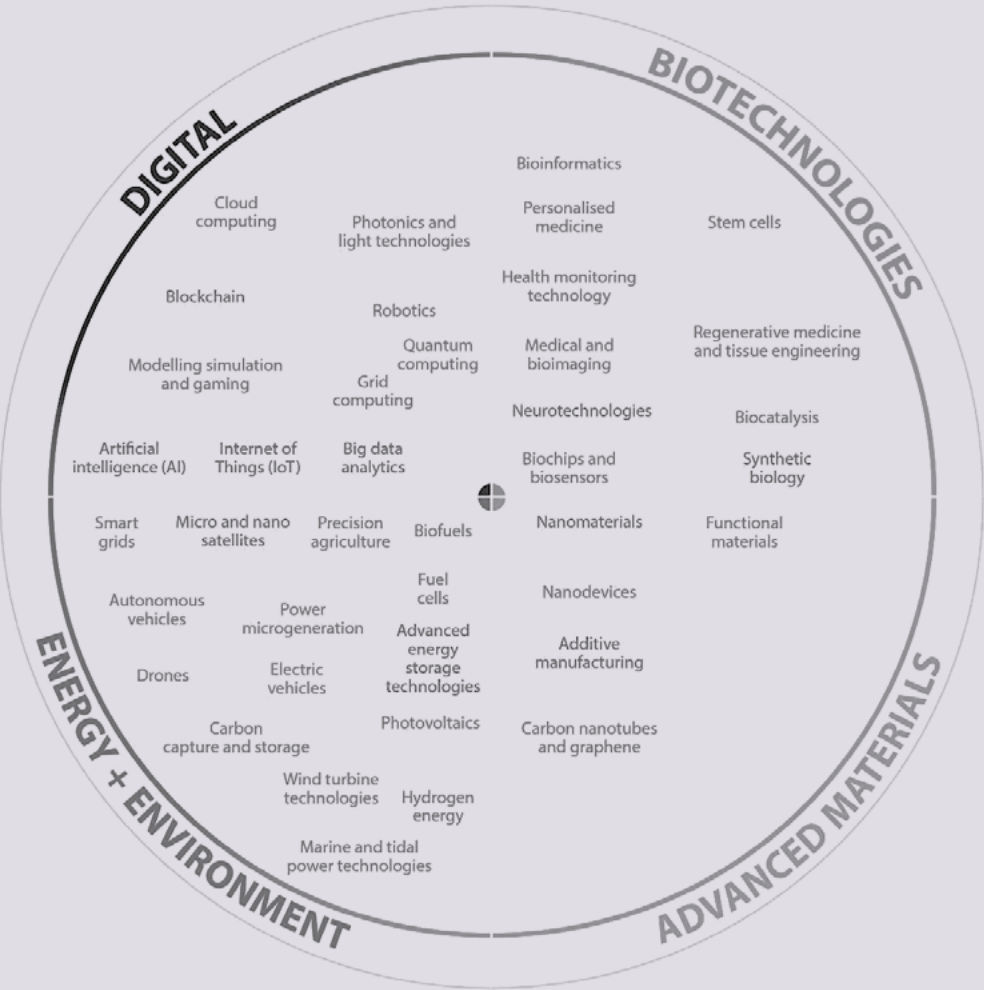 DIGITAL
Cloud
computing
Photonics and
light technologies
Blockchain
Robotics
Quantum
computing
Modelling simulation
and gaming
Grid
computing
Artificial
intelligence (AI)
Internet of
Things (IoT)
Big data
analytics
BIOTECHNOLOGIES
Bioinformatics
Personalised
medicine
Stem cells
Health monitoring
technology
Medical and
bioimaging
Regenerative medicine
and tissue engineering
Neurotechnologies
Biocatalysis
Biochips and
biosensors
Synthetic
biology
ENERGY + ENVIRONMENT
Smart
grids
Micro and nano
satellites
Precision
agriculture
Biofuels
Fuel
cells
Autonomous
vehicles
Power
microgeneration
Advanced
energy
storage
technologies
Drones
Electric
vehicles
Carbon
capture and storage
Photovoltaics
Wind turbine
technologies
Hydrogen
energy
Marine and tidal
power technologies
ADVANCED MATERIALS
Nanomaterials
Functional
materials
Nanodevices
Additive
manufacturing
Carbon nanotubes
and graphene